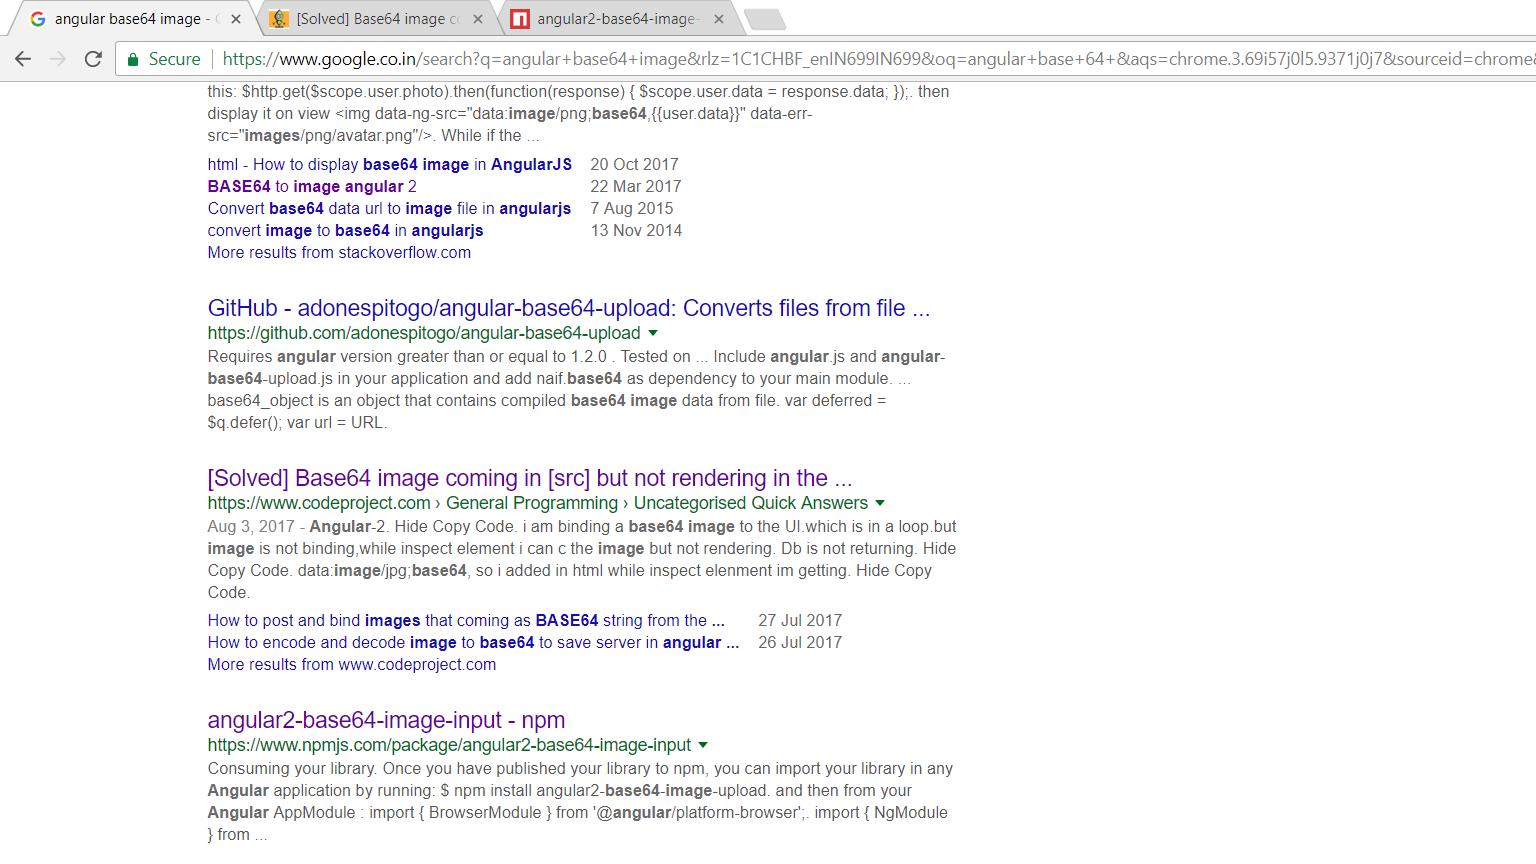 angular base64 image -
[Solved] Base64 image co
angular2-base64-image-
Secure
https://www.google.co.in/search?q=angular+base64+image&rlz=1C1CHBF_enIN699IN699&oq=angular+base+64+&aqs=chrome.3.69i57j0l5.9371j0j7&sourceid=chrome
this: $http.get($scope.user.photo).then(function(response) { $scope.user.data = response.data; });. then
display it on view <img data-ng-src="data:image/png;base64,{{user.data}}" data-err-
src="images/png/avatar.png"/>. While if the ...
html - How to display base64 image in AngularJS 20 Oct 2017
BASE64 to image angular 2 22 Mar 2017
Convert base64 data url to image file in angularjs 7 Aug 2015
convert image to base64 in angularjs 13 Nov 2014
More results from stackoverflow.com
GitHub - adonespitogo/angular-base64-upload: Converts files from file ...
https://github.com/adonespitogo/angular-base64-upload
Requires angular version greater than or equal to 1.2.0 . Tested on ... Include angular.js and angular-
base64-upload.js in your application and add naif.base64 as dependency to your main module. ...
base64_object is an object that contains compiled base64 image data from file. var deferred =
$q.defer(); var url = URL.
[Solved] Base64 image coming in [src] but not rendering in the ...
https://www.codeproject.com › General Programming › Uncategorised Quick Answers
Aug 3, 2017 - Angular-2. Hide Copy Code. i am binding a base64 image to the UI.which is in a loop.but
image is not binding,while inspect element i can c the image but not rendering. Db is not returning. Hide
Copy Code. data:image/jpg;base64, so i added in html while inspect elenment im getting. Hide Copy
Code.
How to post and bind images that coming as BASE64 string from the ... 27 Jul 2017
How to encode and decode image to base64 to save server in angular ... 26 Jul 2017
More results from www.codeproject.com
angular2-base64-image-input - npm
https://www.npmjs.com/package/angular2-base64-image-input
Consuming your library. Once you have published your library to npm, you can import your library in any
Angular application by running: $ npm install angular2-base64-image-upload. and then from your
Angular AppModule : import { BrowserModule } from '@angular/platform-browser';. import { NgModule
} from ...